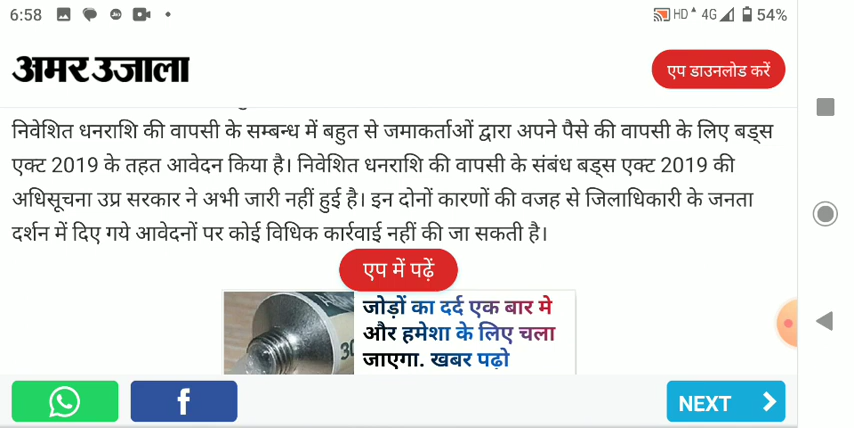 6:58 HD 4G 54%
अमर उजाला
एप डाउनलोड करें
निवेशित धनराशि की वापसी के सम्बन्ध में बहुत से जमाकर्ताओं द्वारा अपने पैसे की वापसी के लिए बड्स
एक्ट 2019 के तहत आवेदन किया है। निवेशित धनराशि की वापसी के संबंध बड्स एक्ट 2019 की
अधिसूचना उप्र सरकार ने अभी जारी नहीं हुई है। इन दोनों कारणों की वजह से जिलाधिकारी के जनता
दर्शन में दिए गये आवेदनों पर कोई विधिक कार्रवाई नहीं की जा सकती है।
एप में पढ़ें
जोड़ों का दर्द एक बार मे
और हमेशा के लिए चला
जाएगा. खबर पढ़ो
NEXT